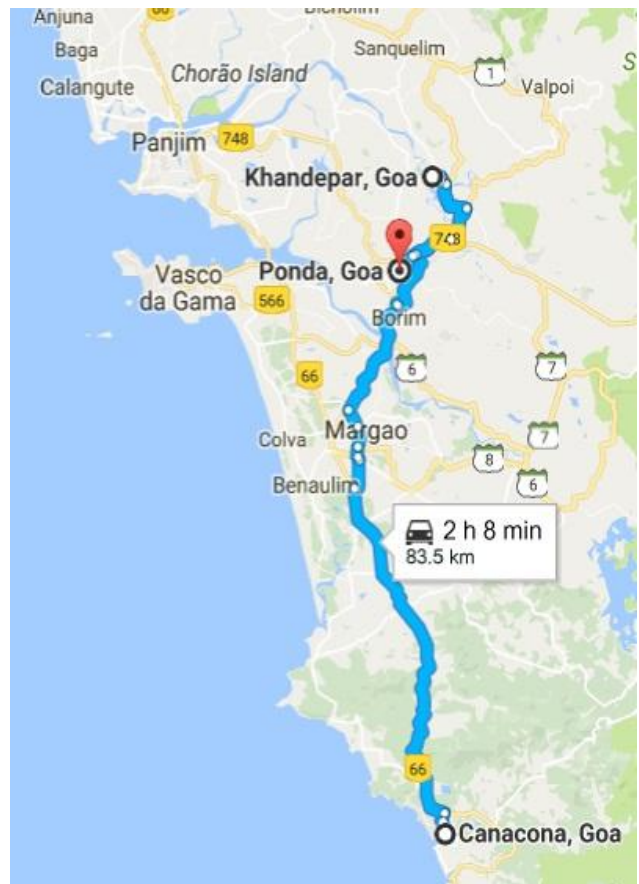 66
Bicholim
Anjuna
Baga
Calangute
Sanquelim
1
Valpoi
Chorão Island
Panjim
748
Khandepar, Goa
748
Ponda, Goa
Vasco
da Gama
566
Borim
66
6
7
Colva
Margao
7
8
Benaulim
6
2 h 8 min
83.5 km
66
Canacona, Goa